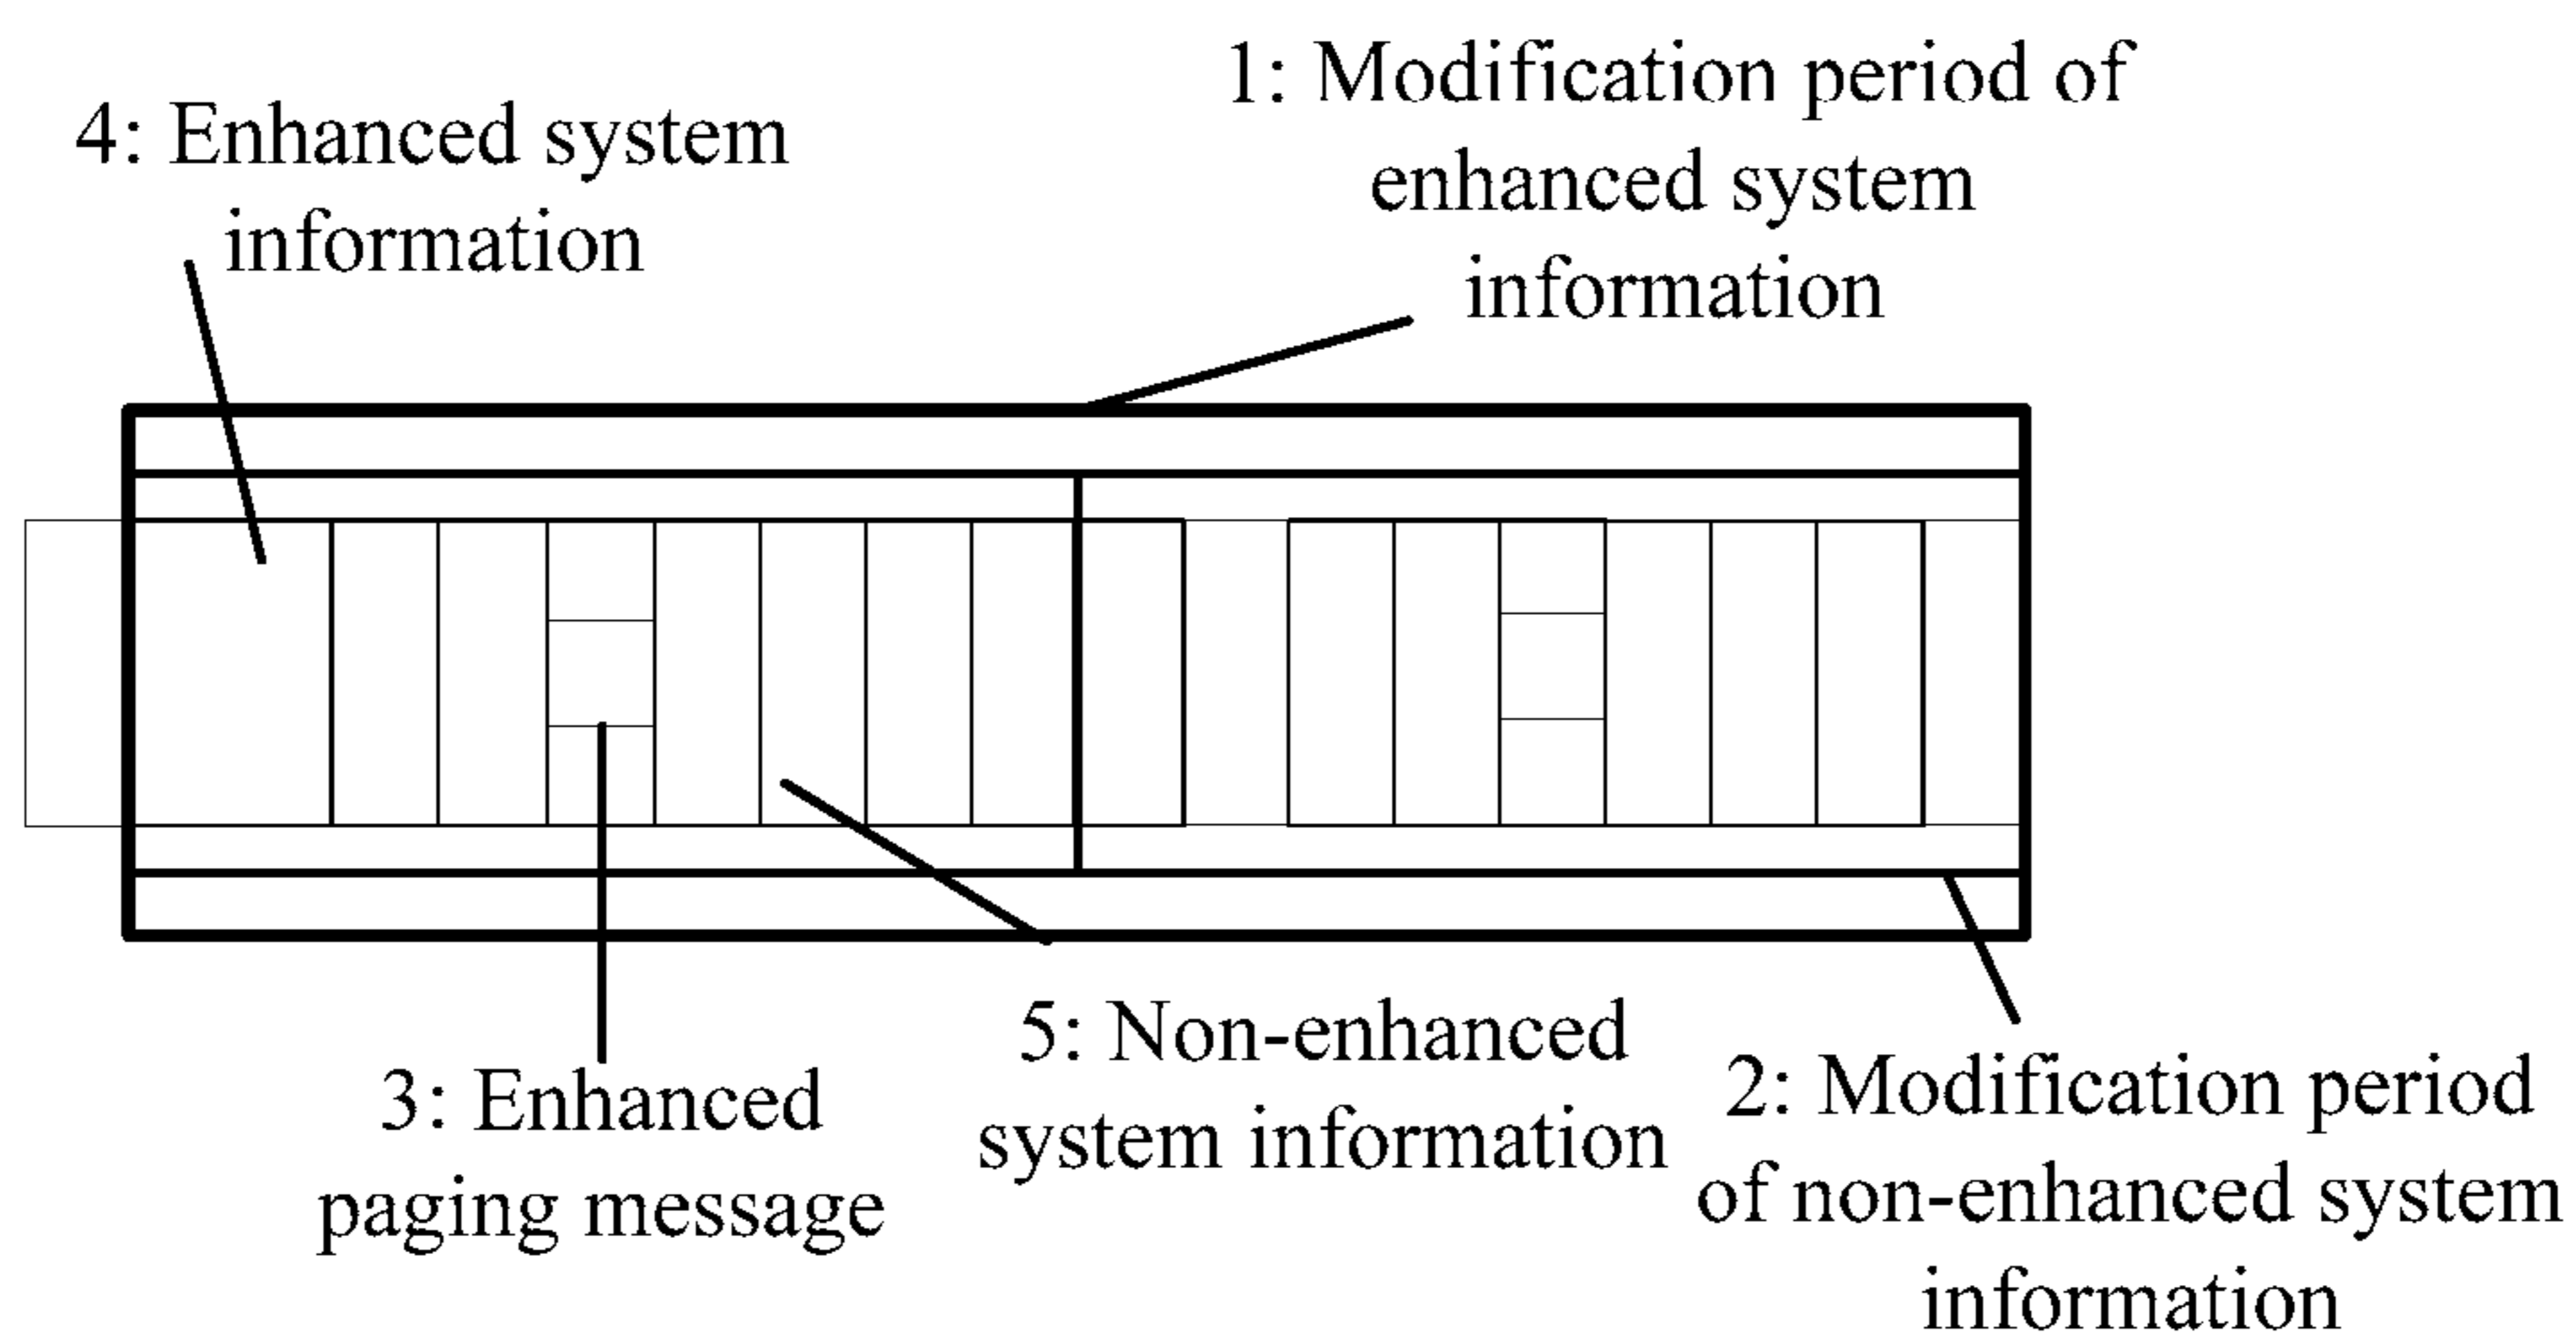 1: Modification period of
enhanced system
information
4: Enhanced system
information
3: Enhanced
paging message
5: Non-enhanced
system information
2: Modification period
of non-enhanced system
information